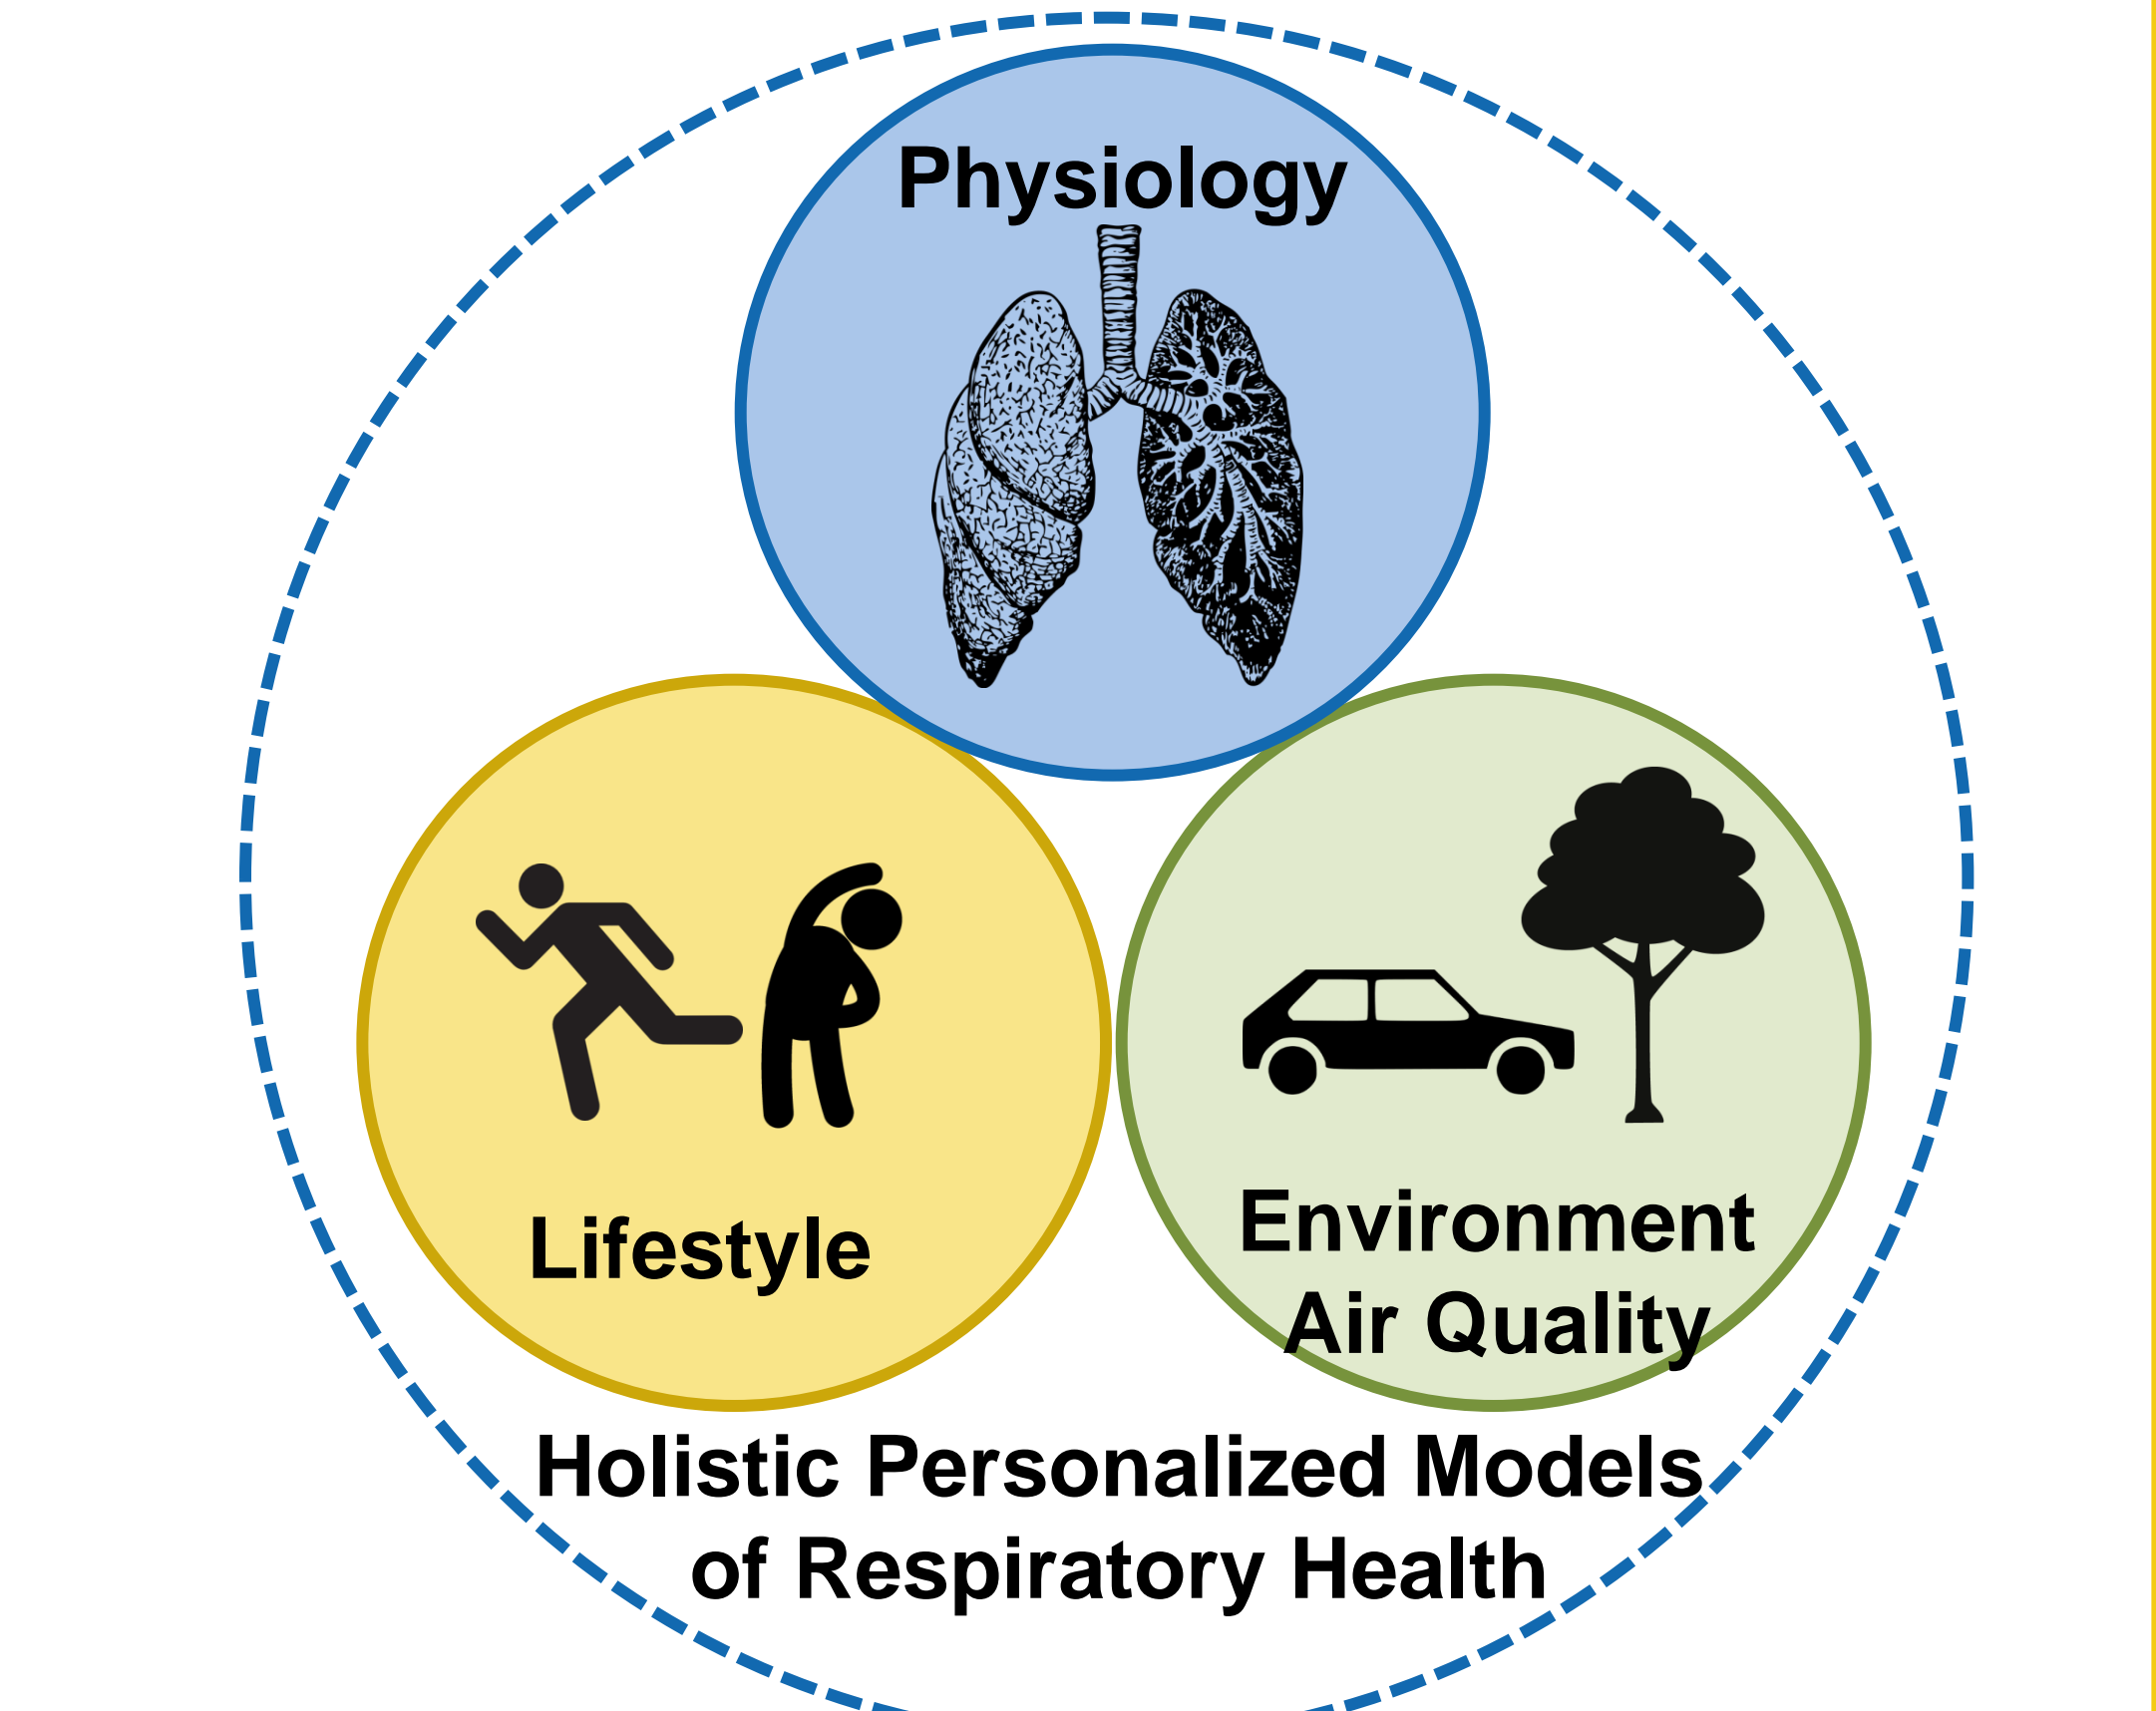 Physiology
Lifestyle
Environment
Air Quality
Holistic Personalized Models
of Respiratory Health